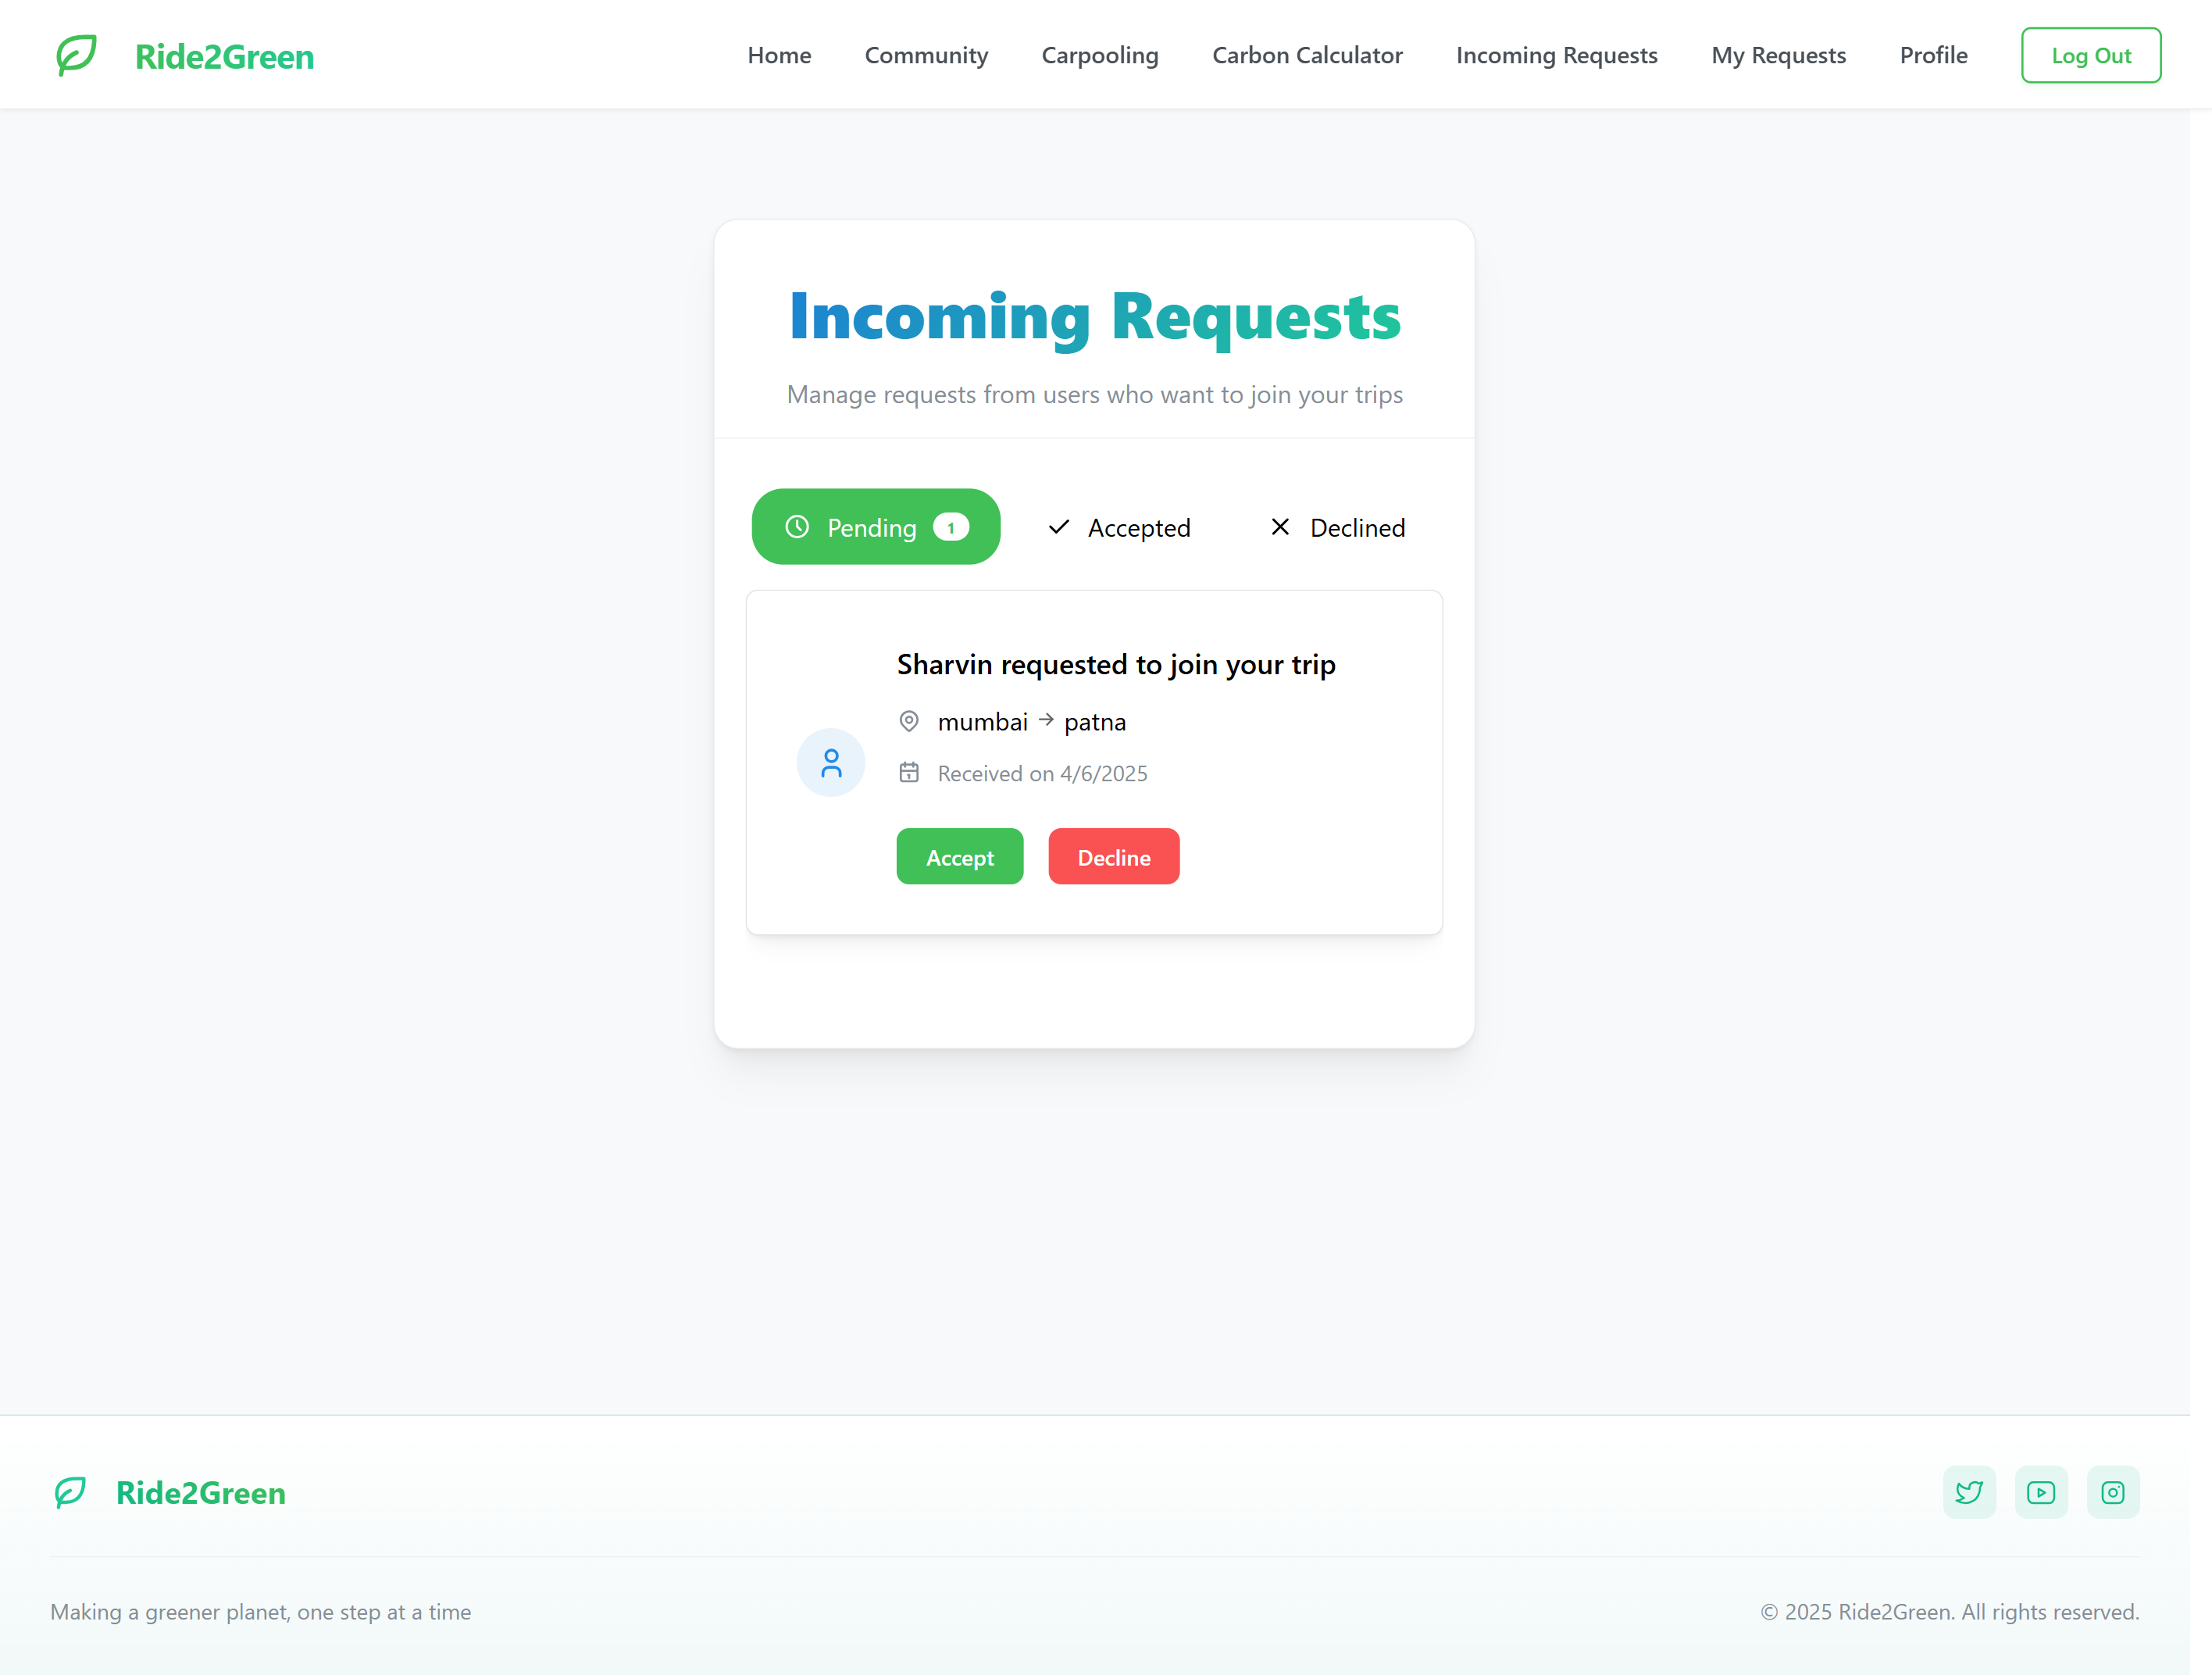 Ride2Green
Home Community Carpooling Carbon Calculator Incoming Requests My Requests Profile Log Out
Incoming Requests
Manage requests from users who want to join your trips
Pending 1 Accepted Declined
Sharvin requested to join your trip
mumbai → patna
Received on 4/6/2025
Accept Decline
Ride2Green
Making a greener planet, one step at a time
© 2025 Ride2Green. All rights reserved.